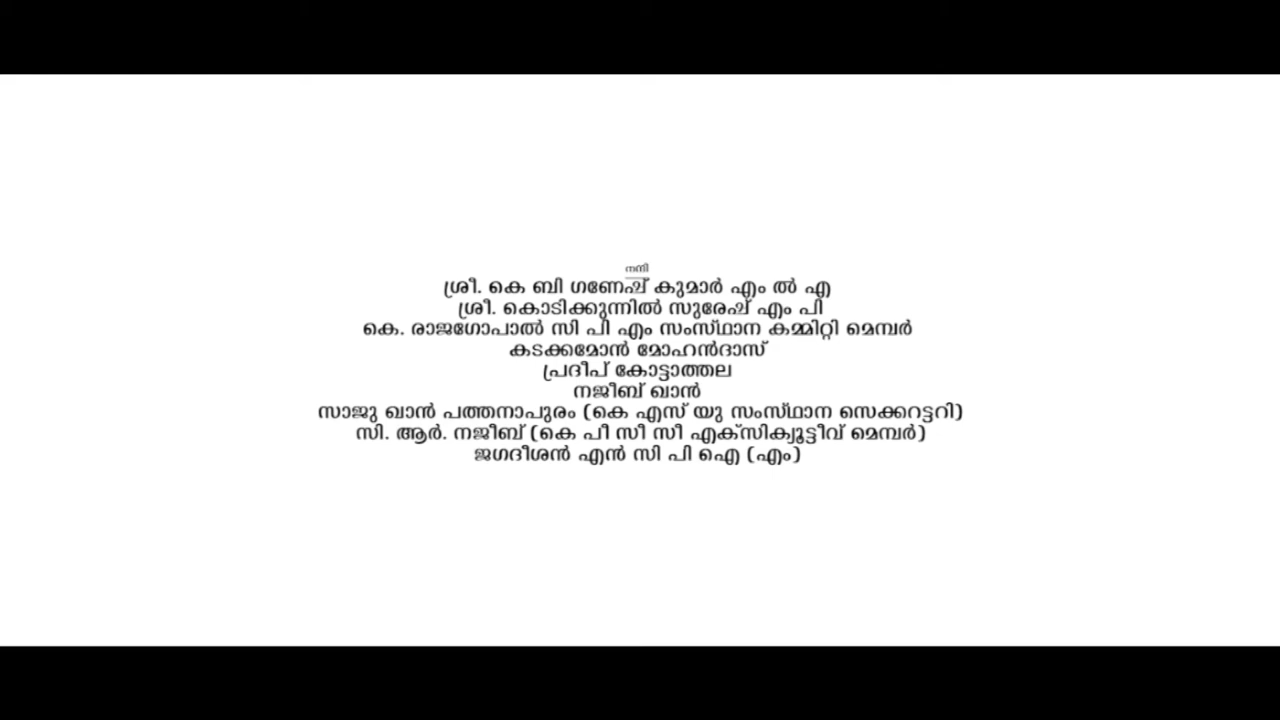 നന്ദി
ശ്രീ. കെ ബി ഗണേഷ് കുമാർ എം ൽ എ
ശ്രീ. കൊടിക്കുന്നിൽ സുരേഷ് എം പി
കെ. രാജഗോപാൽ സി പി എം സംസ്ഥാന കമ്മിറ്റി മെമ്പർ
കടക്കമോൻ മോഹൻദാസ്
പ്രദീപ് കോട്ടാത്തല
നജീബ് ഖാൻ
സാജു ഖാൻ പത്തനാപുരം (കെ എസ് യു സംസ്ഥാന സെക്കറട്ടറി)
സി. ആർ. നജീബ് (കെ പീ സീ സീ എക്സിക്വൂട്ടീവ് മെമ്പർ)
ജഗദീശൻ എൻ സി പി ഐ (എം)